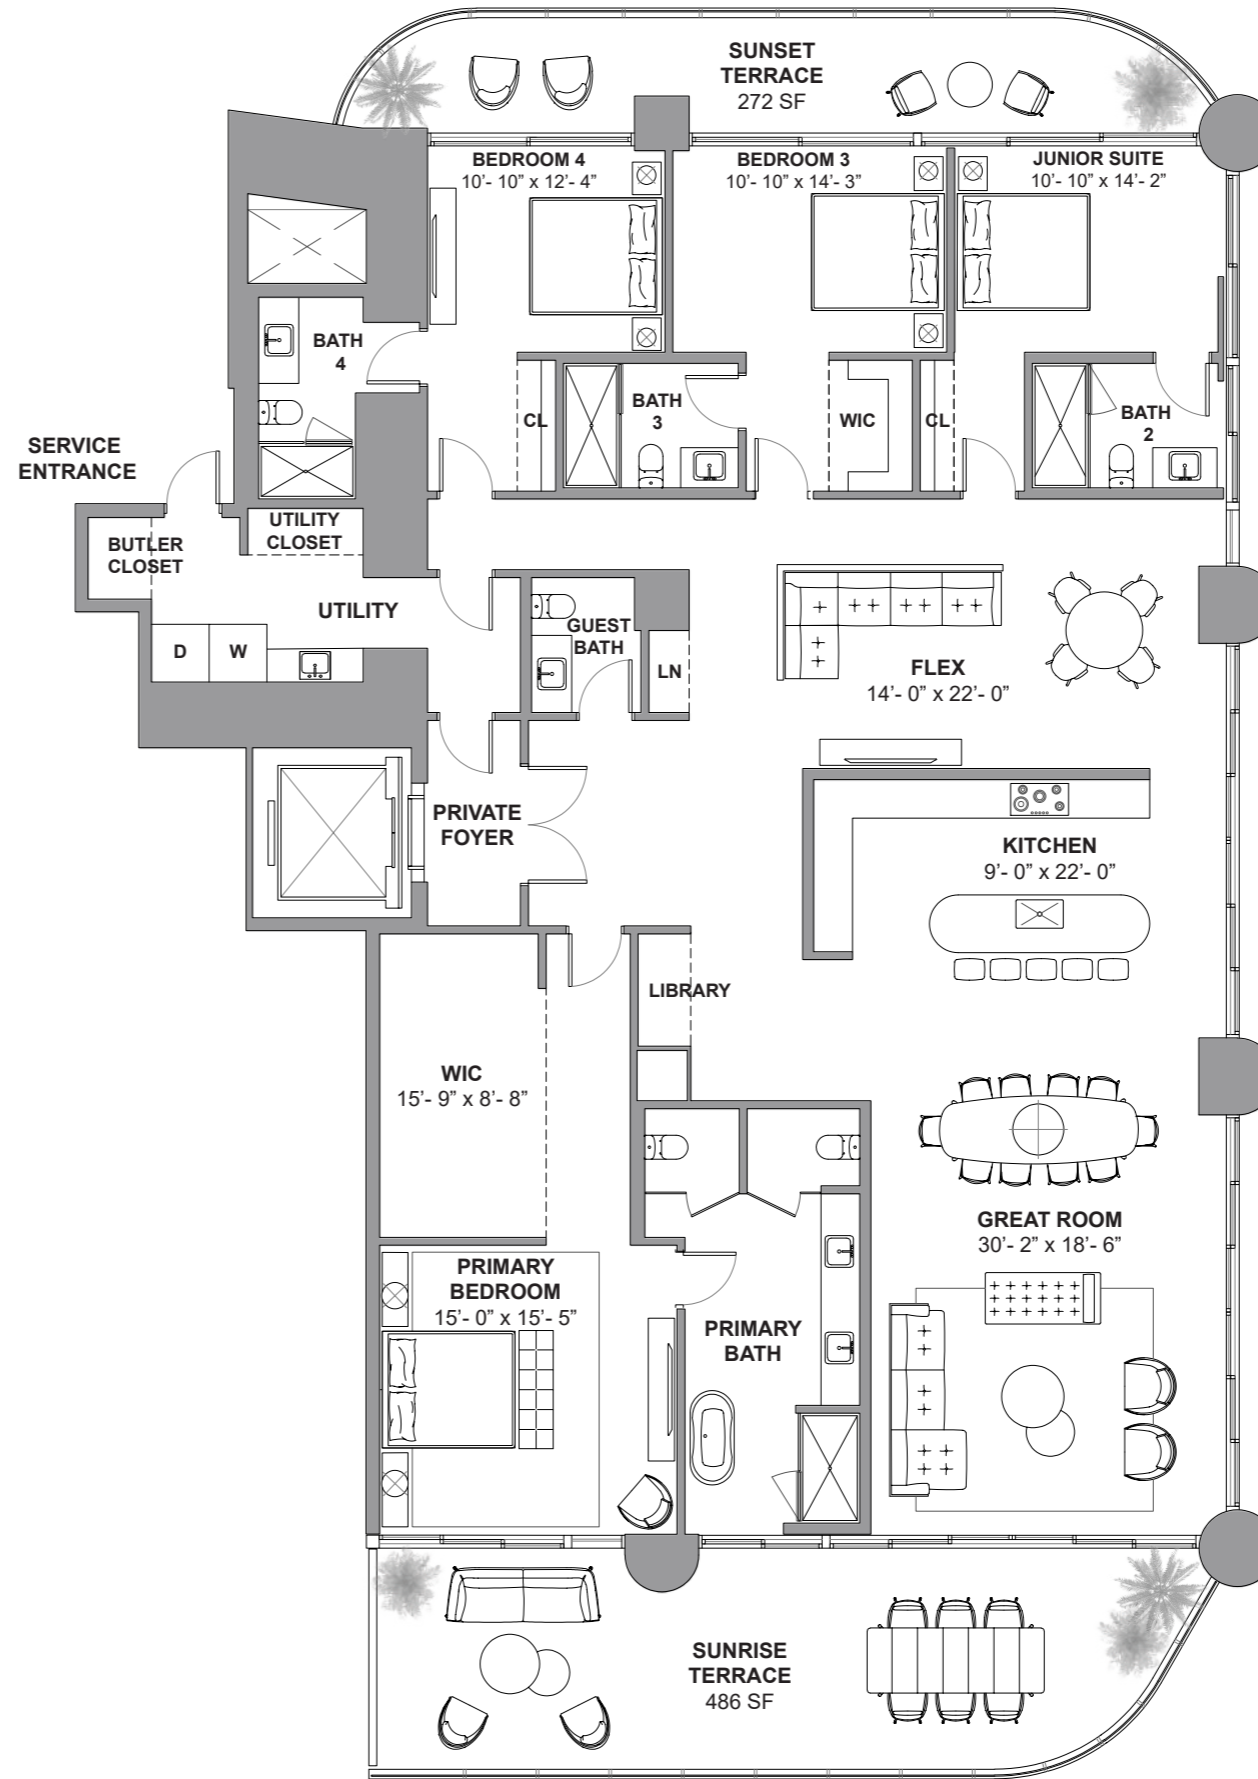 SUNSET
TERRACE
272 SF
BEDROOM 4
10'- 10” x 12'- 4”
BEDROOM 3
10'- 10” x 14'- 3”
JUNIOR SUITE
10'- 10” x 14'- 2”
BATH
4
CL
BATH
3
WIC
CL
BATH
2
SERVICE
ENTRANCE
BUTLER
CLOSET
UTILITY
CLOSET
UTILITY
D
W
GUEST
BATH
LN
FLEX
14'- 0” x 22'- 0”
PRIVATE
FOYER
KITCHEN
9'- 0” x 22'- 0”
LIBRARY
WIC
15'- 9” x 8'- 8”
GREAT ROOM
30'- 2” x 18'- 6”
PRIMARY
BEDROOM
15'- 0” x 15'- 5”
PRIMARY
BATH
SUNRISE
TERRACE
486 SF